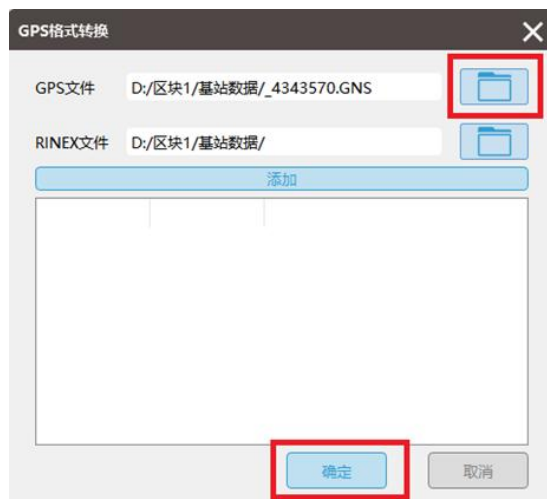 GPS格式转换
GPS文件 D:/区块1/基站数据/_4343570.GNS
RINEX文件 D:/区块1/基站数据/
添加
确定 取消